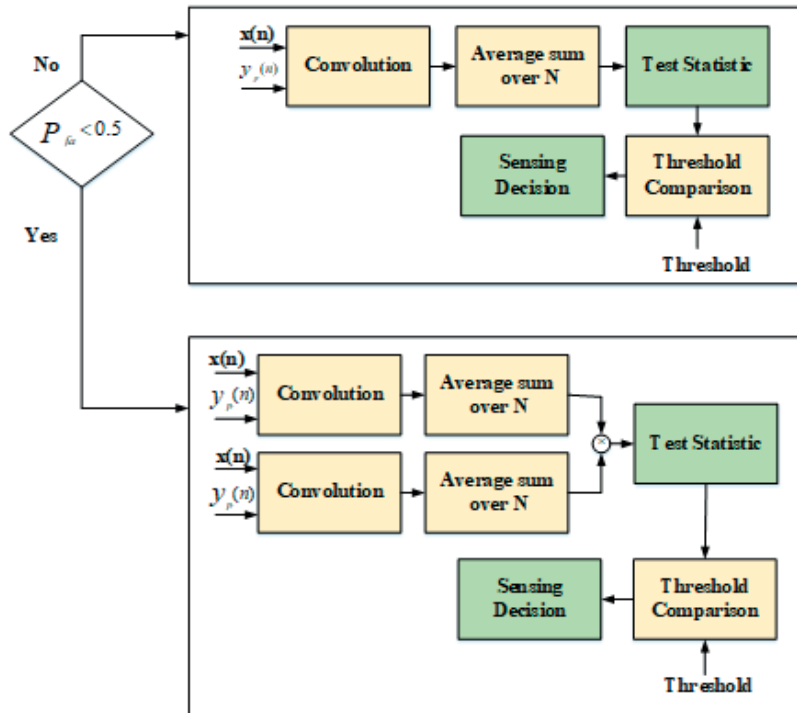 No
P_fa < 0.5
Yes
x(n)
y_p(n)
Convolution
Average sum
over N
Test Statistic
Sensing
Decision
Threshold
Comparison
Threshold
x(n)
y_p(n)
Convolution
Average sum
over N
x(n)
y_p(n)
Convolution
Average sum
over N
×
Test Statistic
Sensing
Decision
Threshold
Comparison
Threshold